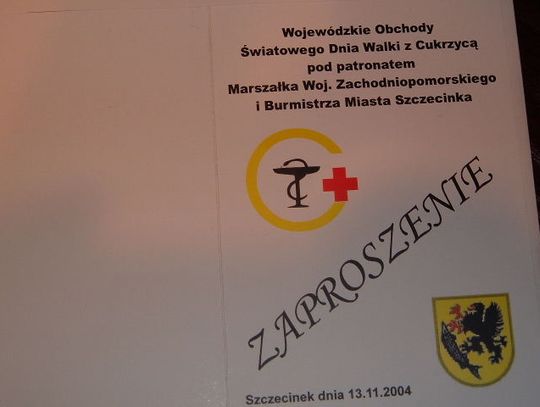 Wojewódzkie Obchody
Światowego Dnia Walki z Cukrzycą
pod patronatem
Marszałka Woj. Zachodniopomorskiego
i Burmistrza Miasta Szczecinka
ZAPROSZENIE
Szczecinek dnia 13.11.2004